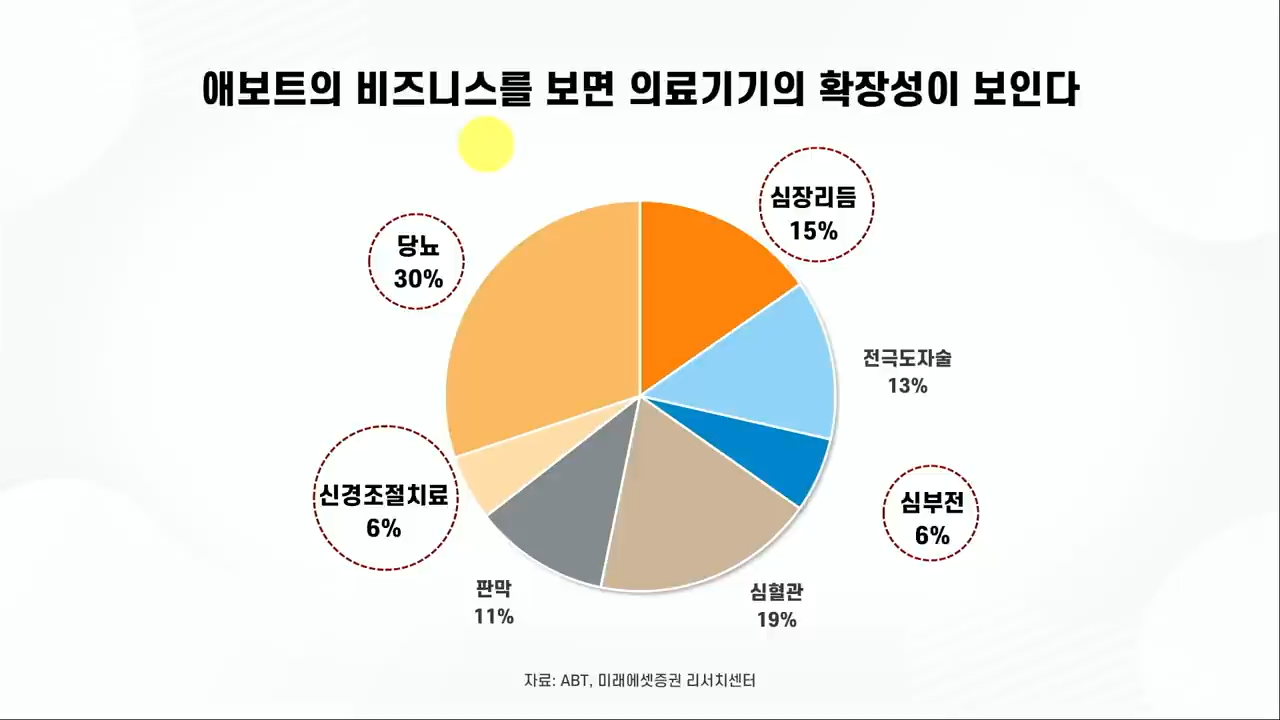 애보트의 비즈니스를 보면 의료기기의 확장성이 보인다
심장리듬
15%
당뇨
30%
전극도자술
13%
신경조절치료
6%
심부전
6%
판막
11%
심혈관
19%
자료: ABT, 미래에셋증권 리서치센터